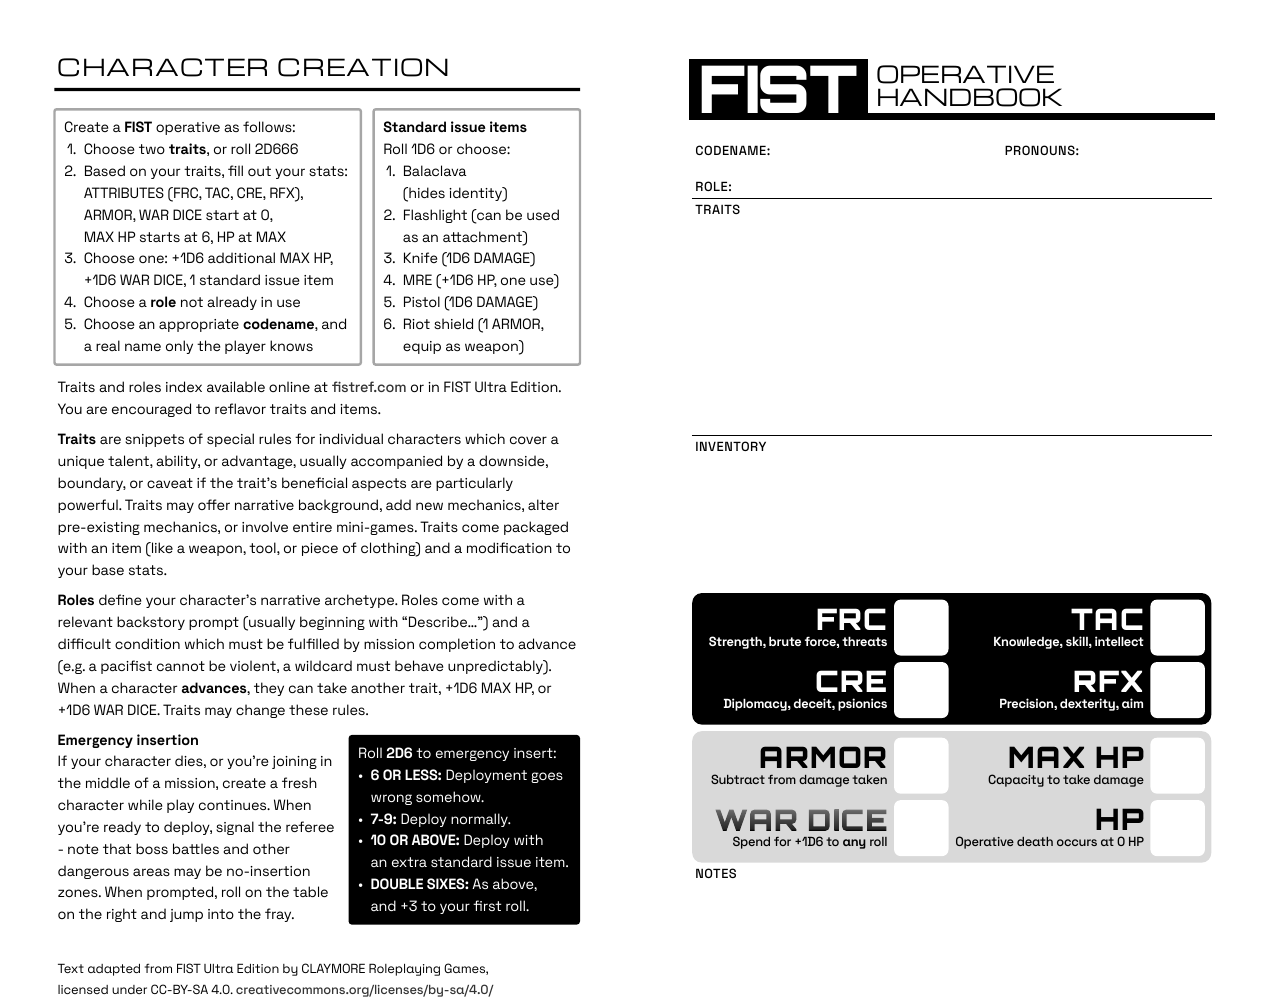 CHARACTER CREATION
Create a FIST operative as follows:
1. Choose two traits, or roll 2D666
2. Based on your traits, fill out your stats:
ATTRIBUTES (FRC, TAC, CRE, RFX),
ARMOR, WAR DICE start at 0,
MAX HP starts at 6, HP at MAX
3. Choose one: +1D6 additional MAX HP,
+1D6 WAR DICE, 1 standard issue item
4. Choose a role not already in use
5. Choose an appropriate codename, and
a real name only the player knows
Standard issue items
Roll 1D6 or choose:
1. Balaclava
(hides identity)
2. Flashlight (can be used
as an attachment)
3. Knife (1D6 DAMAGE)
4. MRE (+1D6 HP, one use)
5. Pistol (1D6 DAMAGE)
6. Riot shield (1 ARMOR,
equip as weapon)
Traits and roles index available online at fistref.com or in FIST Ultra Edition.
You are encouraged to reflavor traits and items.
Traits are snippets of special rules for individual characters which cover a
unique talent, ability, or advantage, usually accompanied by a downside,
boundary, or caveat if the trait's beneficial aspects are particularly
powerful. Traits may offer narrative background, add new mechanics, alter
pre-existing mechanics, or involve entire mini-games. Traits come packaged
with an item (like a weapon, tool, or piece of clothing) and a modification to
your base stats.
Roles define your character's narrative archetype. Roles come with a
relevant backstory prompt (usually beginning with “Describe...”) and a
difficult condition which must be fulfilled by mission completion to advance
(e.g. a pacifist cannot be violent, a wildcard must behave unpredictably).
When a character advances, they can take another trait, +1D6 MAX HP, or
+1D6 WAR DICE. Traits may change these rules.
Emergency insertion
If your character dies, or you're joining in
the middle of a mission, create a fresh
character while play continues. When
you're ready to deploy, signal the referee
- note that boss battles and other
dangerous areas may be no-insertion
zones. When prompted, roll on the table
on the right and jump into the fray.
Roll 2D6 to emergency insert:
• 6 OR LESS: Deployment goes
wrong somehow.
• 7-9: Deploy normally.
• 10 OR ABOVE: Deploy with
an extra standard issue item.
• DOUBLE SIXES: As above,
and +3 to your first roll.
Text adapted from FIST Ultra Edition by CLAYMORE Roleplaying Games,
licensed under CC-BY-SA 4.0. creativecommons.org/licenses/by-sa/4.0/
FIST OPERATIVE
HANDBOOK
CODENAME: PRONOUNS:
ROLE:
TRAITS
INVENTORY
FRC
Strength, brute force, threats
TAC
Knowledge, skill, intellect
CRE
Diplomacy, deceit, psionics
RFX
Precision, dexterity, aim
ARMOR
Subtract from damage taken
MAX HP
Capacity to take damage
WAR DICE
Spend for +1D6 to any roll
HP
Operative death occurs at 0 HP
NOTES